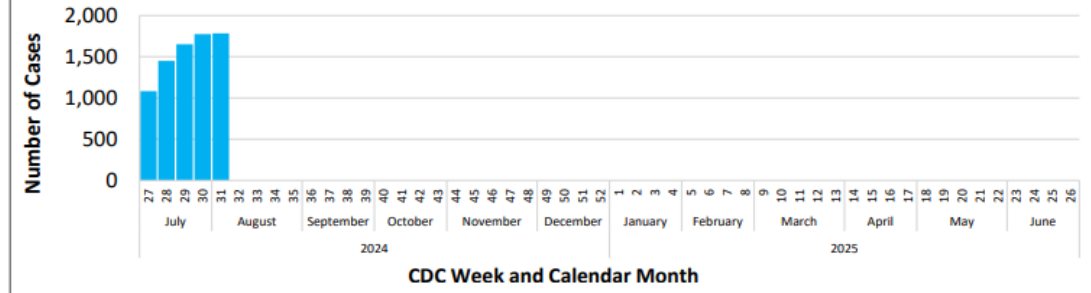 Number of Cases
2,000
1,500
1,000
500
0
27 28 29 30 31 32 33 34 35 36 37 38 39 40 41 42 43 44 45 46 47 48 49 50 51 52 1 2 3 4 5 6 7 8 9 10 11 12 13 14 15 16 17 18 19 20 21 22 23 24 25 26
July August September October November December January February March April May June
2024 2025
CDC Week and Calendar Month